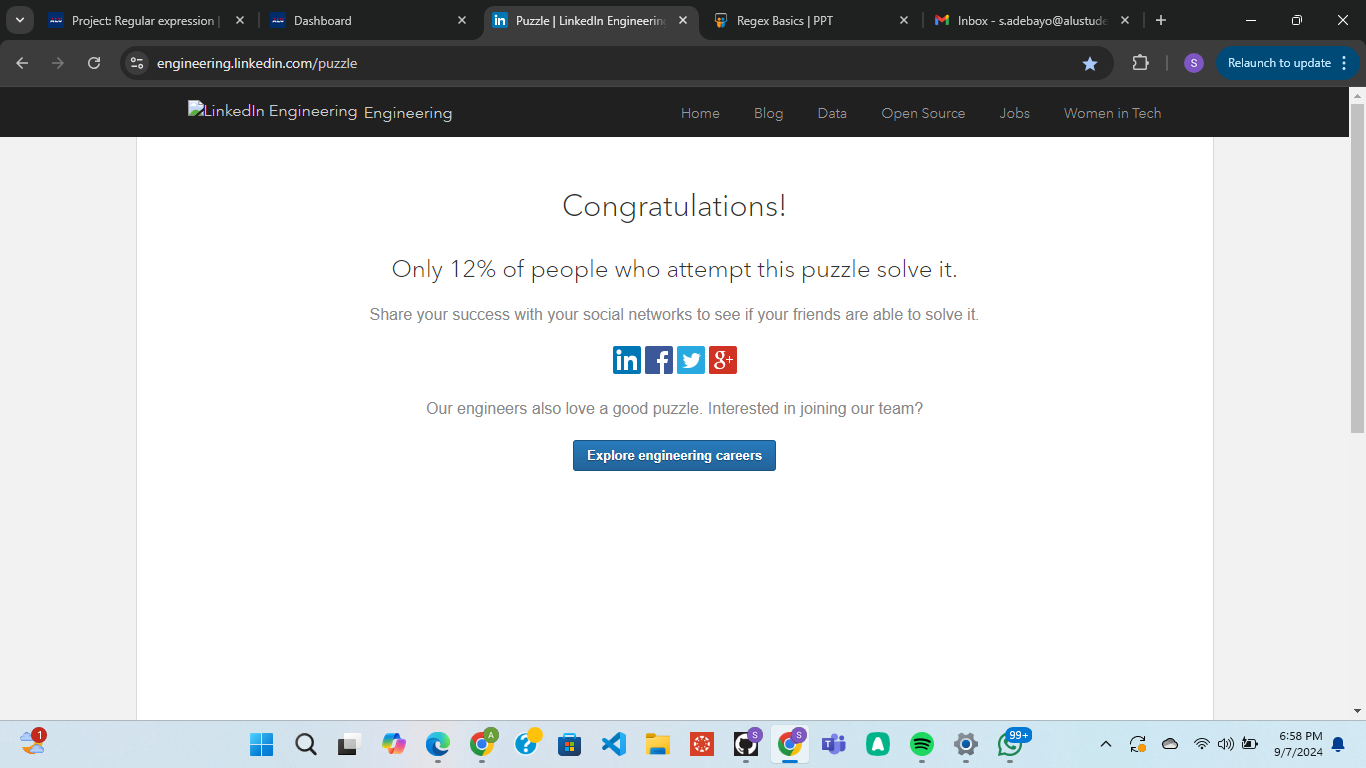 Project: Regular expression |
Dashboard
Puzzle | LinkedIn Engineering
Regex Basics | PPT
Inbox - s.adebayo@alustude
engineering.linkedin.com/puzzle
S
Relaunch to update
LinkedIn Engineering Engineering
Home
Blog
Data
Open Source
Jobs
Women in Tech
Congratulations!
Only 12% of people who attempt this puzzle solve it.
Share your success with your social networks to see if your friends are able to solve it.
in f g+
Our engineers also love a good puzzle. Interested in joining our team?
Explore engineering careers
1
A
S
S
99+
6:58 PM
9/7/2024